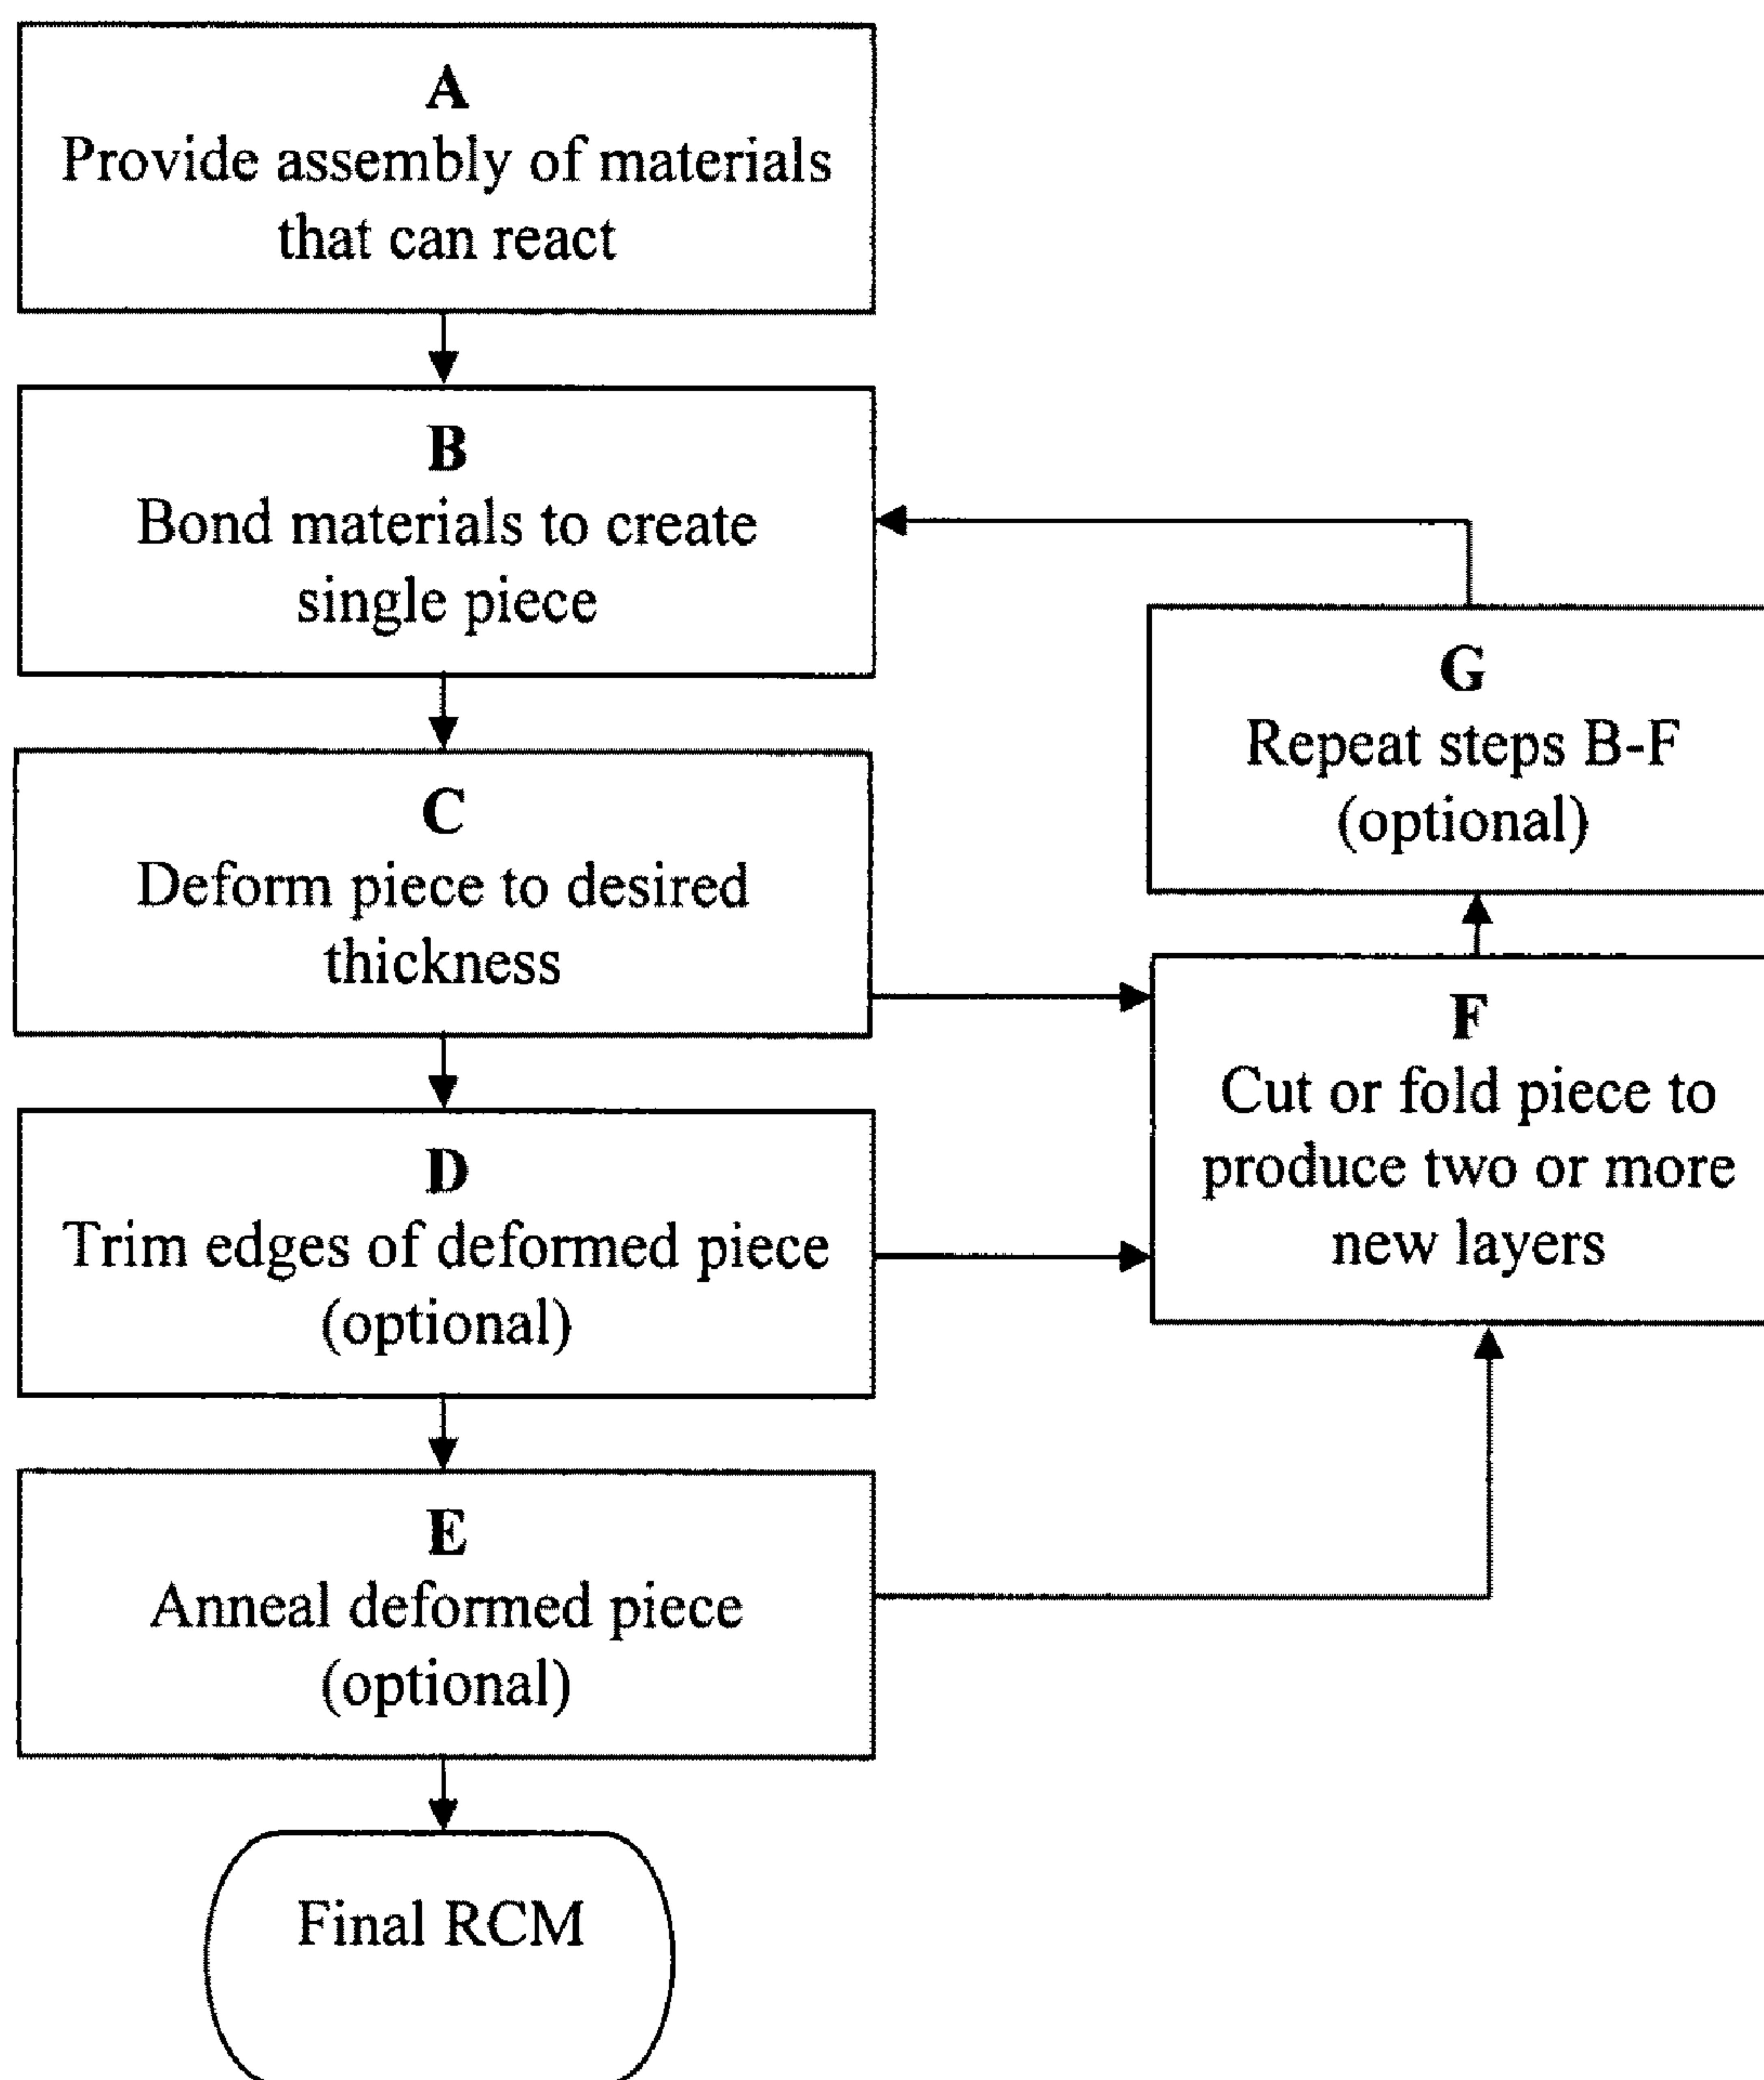 A
Provide assembly of materials
that can react
B
Bond materials to create
single piece
C
Deform piece to desired
thickness
D
Trim edges of deformed piece
(optional)
E
Anneal deformed piece
(optional)
Final RCM
G
Repeat steps B-F
(optional)
F
Cut or fold piece to
produce two or more
new layers